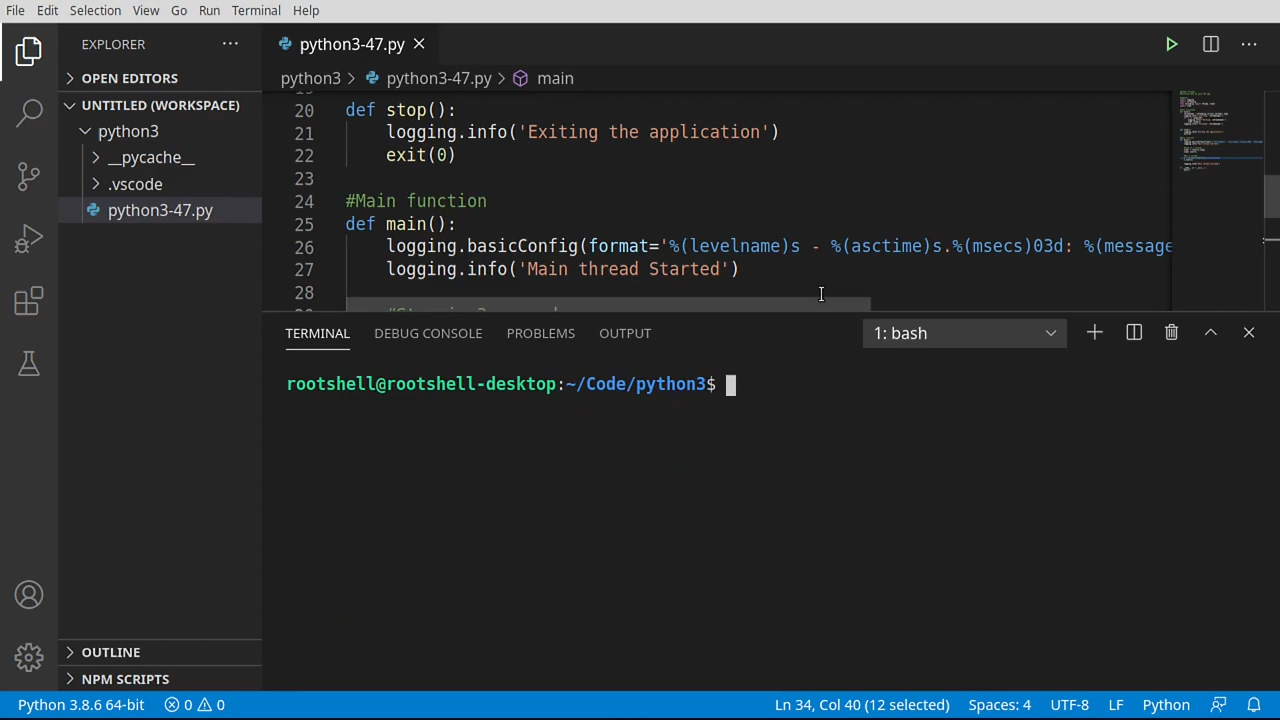 File Edit Selection View Go Run Terminal Help
EXPLORER
OPEN EDITORS
UNTITLED (WORKSPACE)
python3
__pycache__
.vscode
python3-47.py
OUTLINE
NPM SCRIPTS
python3-47.py
python3 > python3-47.py > main
20 def stop():
21 logging.info('Exiting the application')
22 exit(0)
23
24 #Main function
25 def main():
26 logging.basicConfig(format='%(levelname)s - %(asctime)s.%(msecs)03d: %(message
27 logging.info('Main thread Started')
28
TERMINAL DEBUG CONSOLE PROBLEMS OUTPUT 1: bash
rootshell@rootshell-desktop:~/Code/python3$
Python 3.8.6 64-bit 0 0 Ln 34, Col 40 (12 selected) Spaces: 4 UTF-8 LF Python